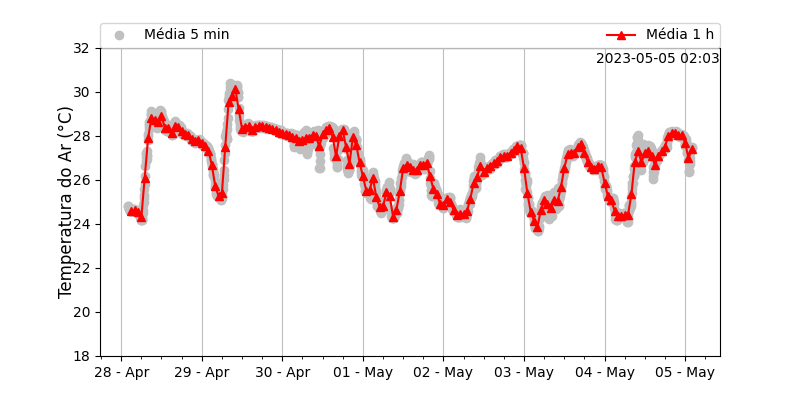 Média 5 min
Média 1 h
2023-05-05 02:03
Temperatura do Ar (°C)
32
30
28
26
24
22
20
18
28 - Apr
29 - Apr
30 - Apr
01 - May
02 - May
03 - May
04 - May
05 - May